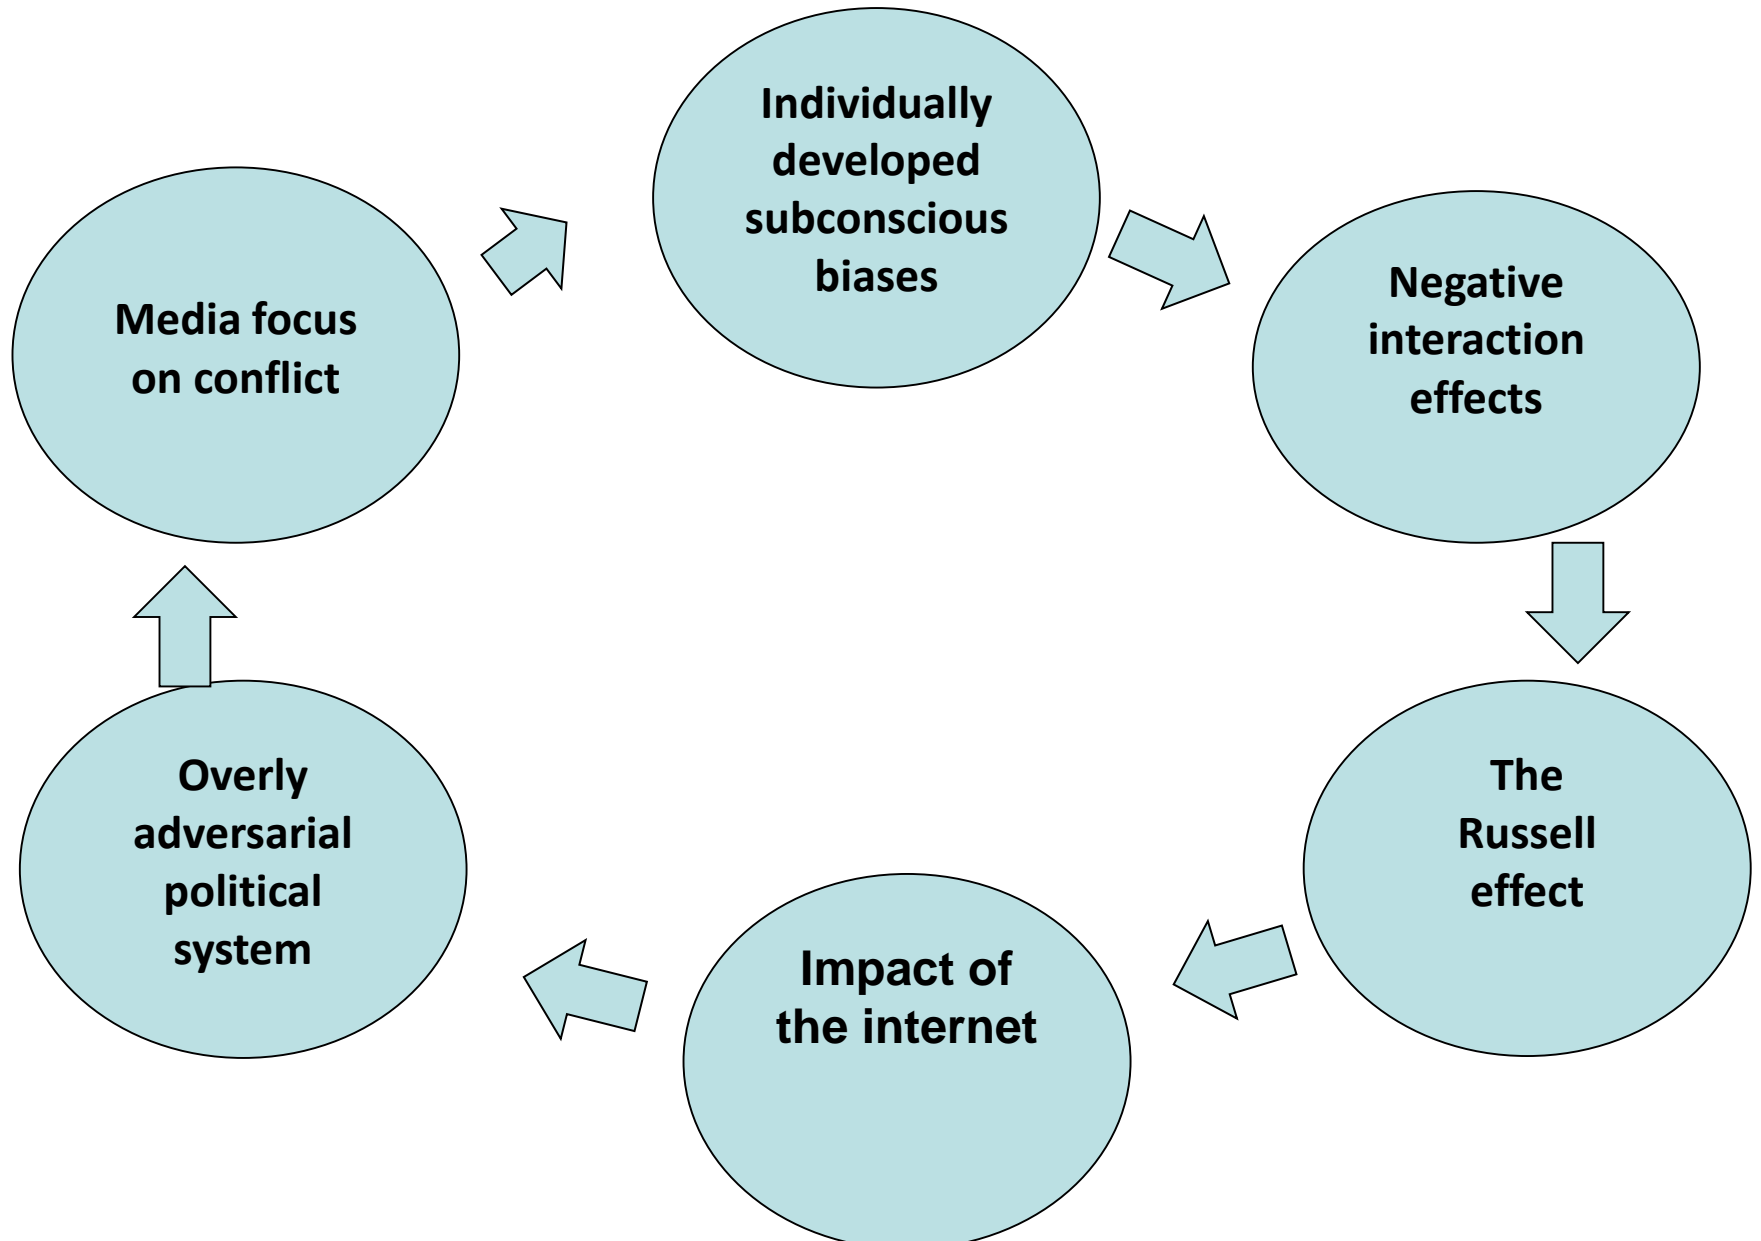 Individually
developed
subconscious
biases
Negative
interaction
effects
The
Russell
effect
Impact of
the internet
Overly
adversarial
political
system
Media focus
on conflict